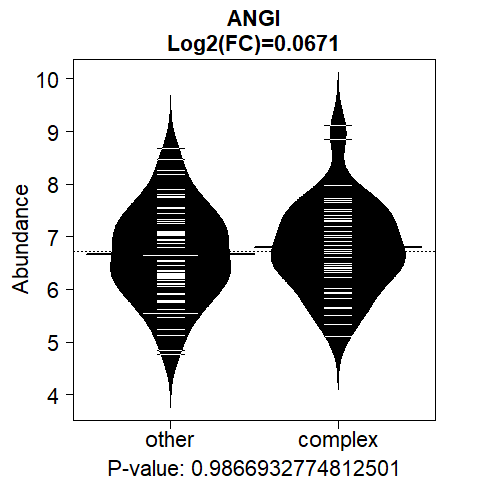 ANGI
Log2(FC)=0.0671
Abundance
10
9
8
7
6
5
4
other complex
P-value: 0.9866932774812501